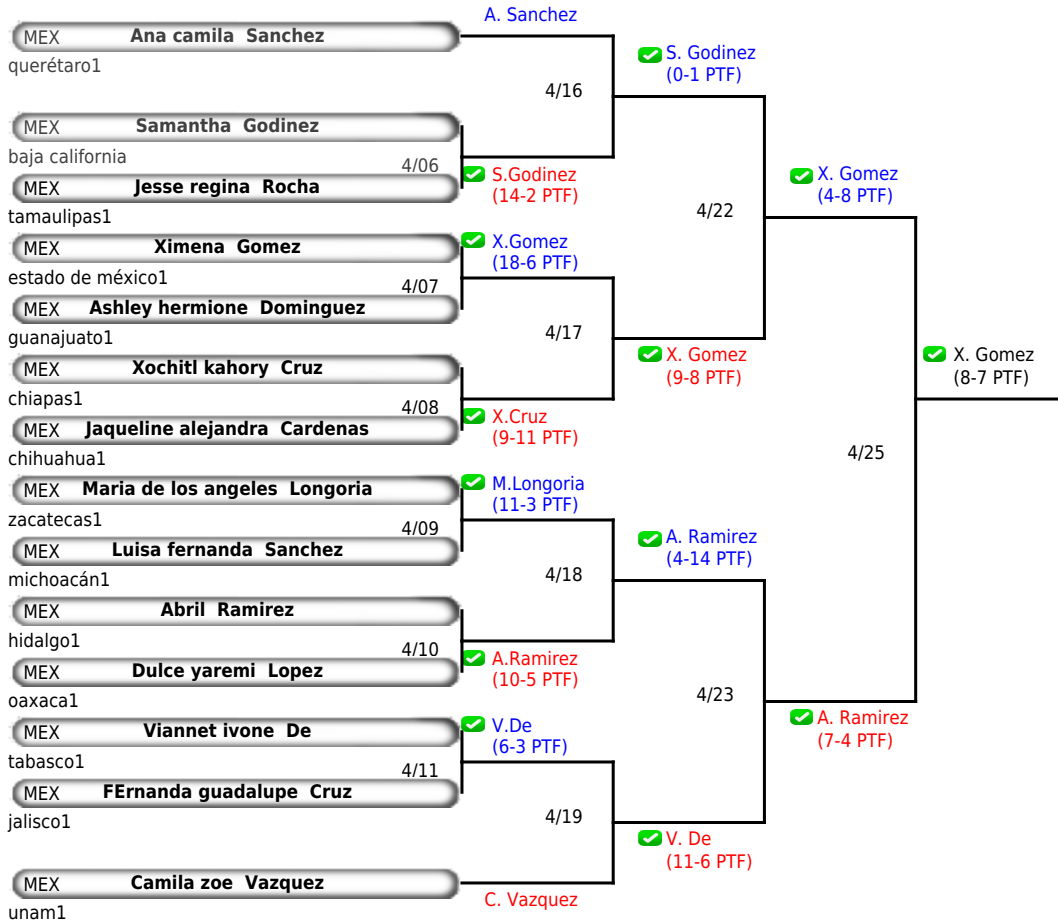 A. Sanchez
MEX Ana camila Sanchez
querétaro1
4/16
S. Godinez
(0-1 PTF)
MEX Samantha Godinez
baja california
4/06
MEX Jesse regina Rocha
tamaulipas1
S.Godinez
(14-2 PTF)
4/22
X. Gomez
(4-8 PTF)
MEX Ximena Gomez
estado de méxico1
4/07
MEX Ashley hermione Dominguez
guanajuato1
X.Gomez
(18-6 PTF)
4/17
X. Gomez
(9-8 PTF)
MEX Xochitl kahory Cruz
chiapas1
4/08
MEX Jaqueline alejandra Cardenas
chihuahua1
X.Cruz
(9-11 PTF)
X. Gomez
(8-7 PTF)
4/25
MEX Maria de los angeles Longoria
zacatecas1
4/09
MEX Luisa fernanda Sanchez
michoacán1
M.Longoria
(11-3 PTF)
4/18
A. Ramirez
(4-14 PTF)
MEX Abril Ramirez
hidalgo1
4/10
MEX Dulce yaremi Lopez
oaxaca1
A.Ramirez
(10-5 PTF)
4/23
A. Ramirez
(7-4 PTF)
MEX Viannet ivone De
tabasco1
4/11
MEX FErnanda guadalupe Cruz
jalisco1
V.De
(6-3 PTF)
4/19
V. De
(11-6 PTF)
MEX Camila zoe Vazquez
unam1
C. Vazquez